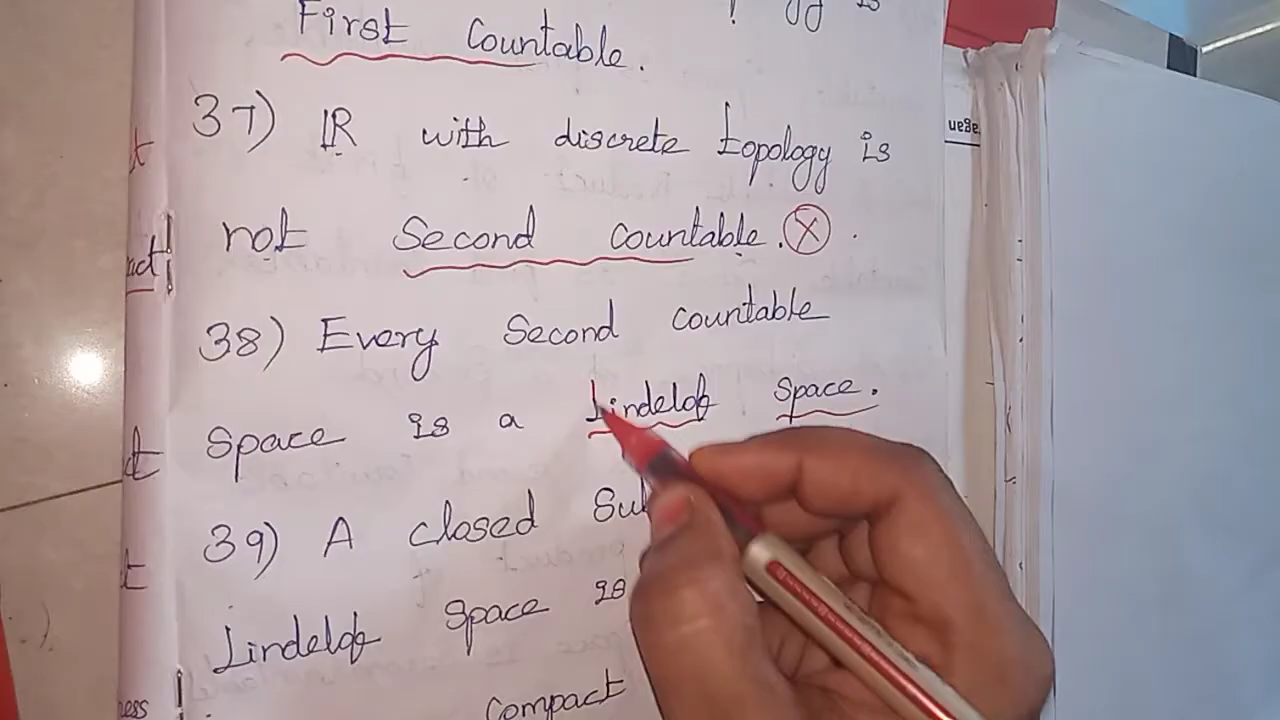 First Countable.
37) IR with discrete topology is
not Second countable. ⓧ .
38) Every Second countable
Space is a Lindelof Space.
39) A closed
Lindelof Space is
compact